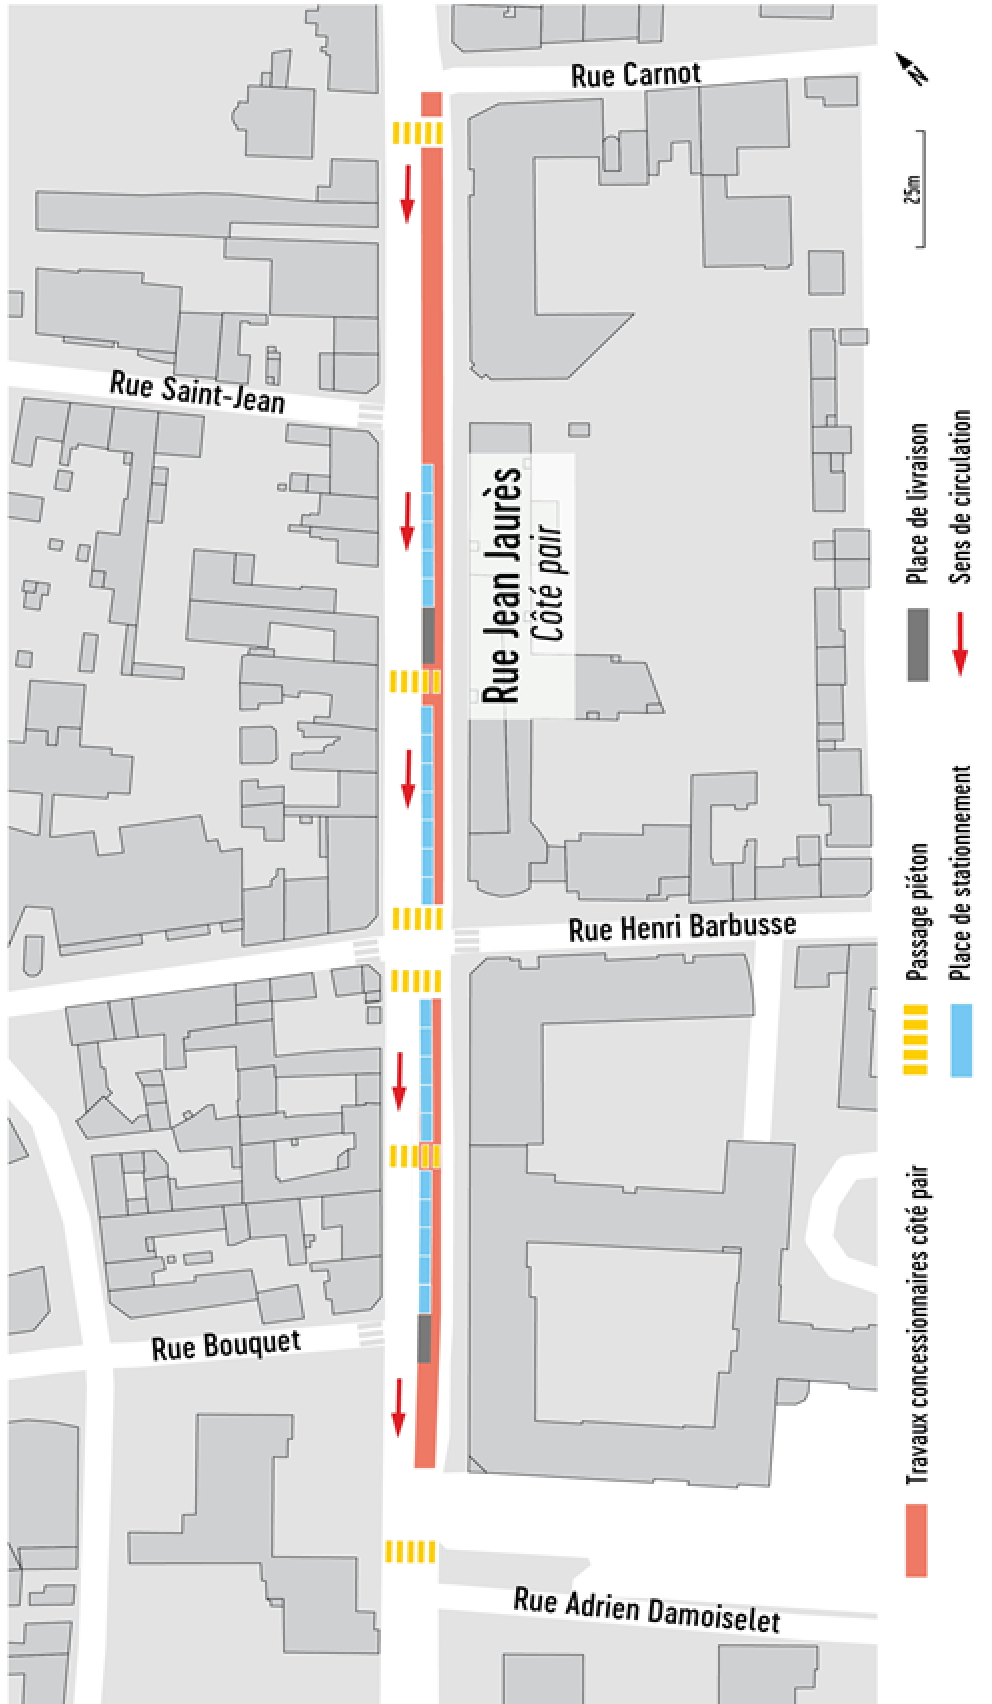 Rue Carnot
N
25m
Rue Saint-Jean
Rue Jean Jaurès
Côté pair
Rue Henri Barbusse
Rue Bouquet
Rue Adrien Damoiselet
Travaux concessionnaires côté pair
Passage piéton
Place de stationnement
Place de livraison
Sens de circulation